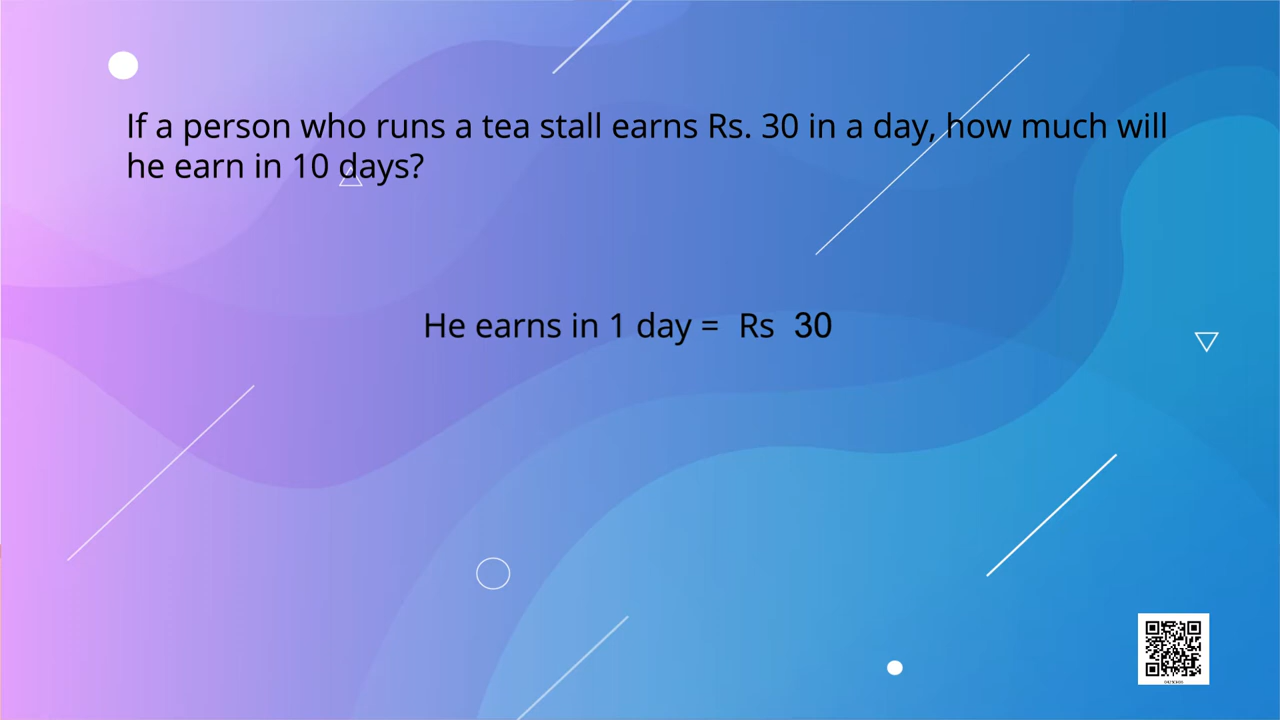 If a person who runs a tea stall earns Rs. 30 in a day, how much will
he earn in 10 days?
He earns in 1 day = Rs 30